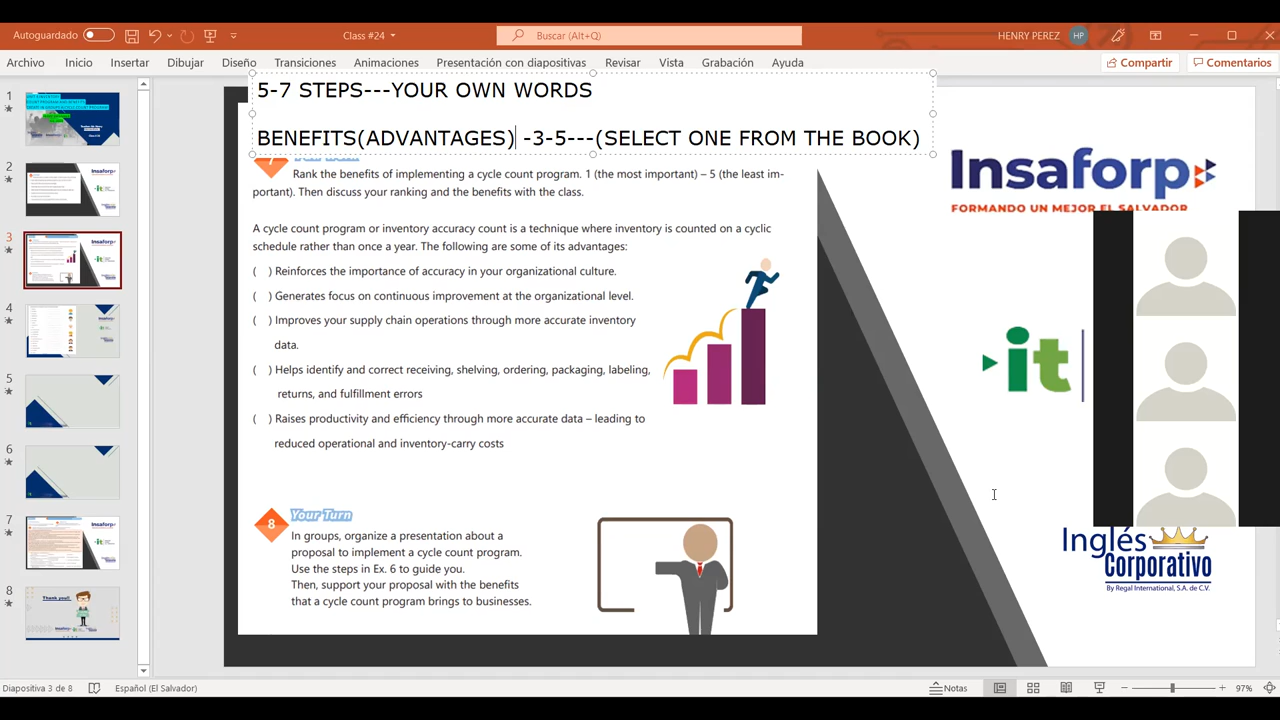 Autoguardado
Class #24
Buscar (Alt+Q)
HENRY PEREZ
HP
Archivo
Inicio
Insertar
Dibujar
Diseño
Transiciones
Animaciones
Presentación con diapositivas
Revisar
Vista
Grabación
Ayuda
Compartir
Comentarios
5-7 STEPS---YOUR OWN WORDS
BENEFITS(ADVANTAGES) -3-5---(SELECT ONE FROM THE BOOK)
Rank the benefits of implementing a cycle count program. 1 (the most important) – 5 (the least im-
portant). Then discuss your ranking and the benefits with the class.
A cycle count program or inventory accuracy count is a technique where inventory is counted on a cyclic
schedule rather than once a year. The following are some of its advantages:
( ) Reinforces the importance of accuracy in your organizational culture.
( ) Generates focus on continuous improvement at the organizational level.
( ) Improves your supply chain operations through more accurate inventory
data.
( ) Helps identify and correct receiving, shelving, ordering, packaging, labeling,
returns, and fulfillment errors
( ) Raises productivity and efficiency through more accurate data – leading to
reduced operational and inventory-carry costs
8
Your Turn
In groups, organize a presentation about a
proposal to implement a cycle count program.
Use the steps in Ex. 6 to guide you.
Then, support your proposal with the benefits
that a cycle count program brings to businesses.
Insaforp
FORMANDO UN MEJOR EL SALVADOR
it
Inglés
Corporativo
By Regal International, S.A. de C.V.
1
2
3
4
5
6
7
8
Thank you!!
Diapositiva 3 de 8
Español (El Salvador)
Notas
97%